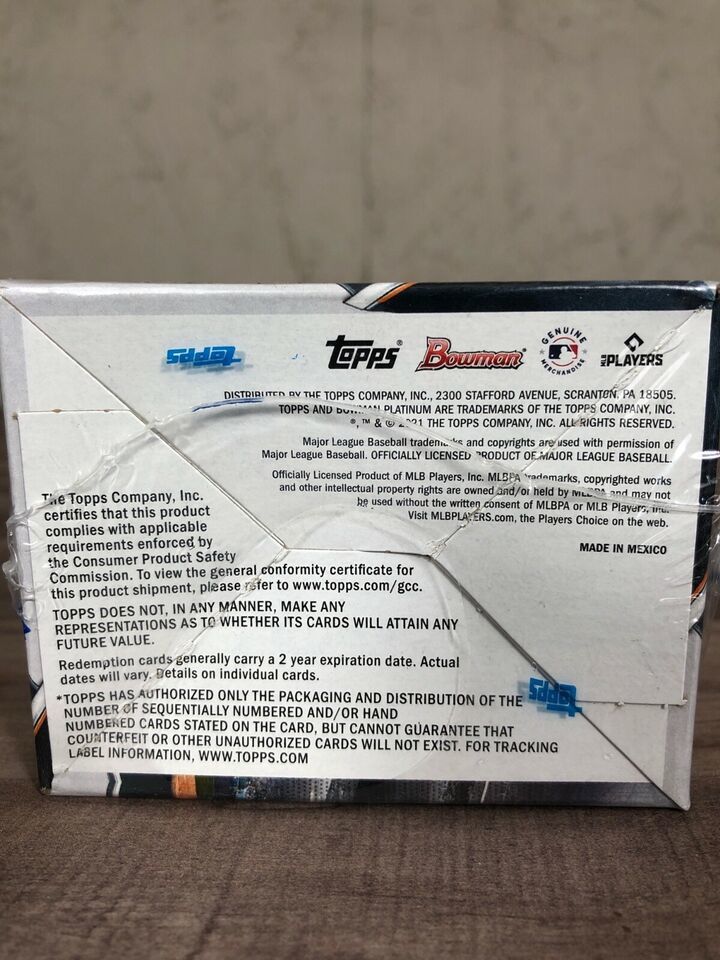 Topps
TOPPS® Bowman® GENUINE MERCHANDISE MLB PLAYERS
DISTRIBUTED BY THE TOPPS COMPANY, INC., 2300 STAFFORD AVENUE, SCRANTON, PA 18505.
TOPPS AND BOWMAN PLATINUM ARE TRADEMARKS OF THE TOPPS COMPANY, INC.
®, ™ & © 2021 THE TOPPS COMPANY, INC. ALL RIGHTS RESERVED.
Major League Baseball trademarks and copyrights are used with permission of
Major League Baseball. OFFICIALLY LICENSED PRODUCT OF MAJOR LEAGUE BASEBALL.
Officially Licensed Product of MLB Players, Inc. MLBPA trademarks, copyrighted works
and other intellectual property rights are owned and/or held by MLBPA and may not
be used without the written consent of MLBPA or MLB Players, Inc.
Visit MLBPLAYERS.com, the Players Choice on the web.
MADE IN MEXICO
The Topps Company, Inc.
certifies that this product
complies with applicable
requirements enforced by
the Consumer Product Safety
Commission. To view the general conformity certificate for
this product shipment, please refer to www.topps.com/gcc.
TOPPS DOES NOT, IN ANY MANNER, MAKE ANY
REPRESENTATIONS AS TO WHETHER ITS CARDS WILL ATTAIN ANY
FUTURE VALUE.
Redemption cards generally carry a 2 year expiration date. Actual
dates will vary. Details on individual cards.
*TOPPS HAS AUTHORIZED ONLY THE PACKAGING AND DISTRIBUTION OF THE
NUMBER OF SEQUENTIALLY NUMBERED AND/OR HAND
NUMBERED CARDS STATED ON THE CARD, BUT CANNOT GUARANTEE THAT
COUNTERFEIT OR OTHER UNAUTHORIZED CARDS WILL NOT EXIST. FOR TRACKING
LABEL INFORMATION, WWW.TOPPS.COM
Topps